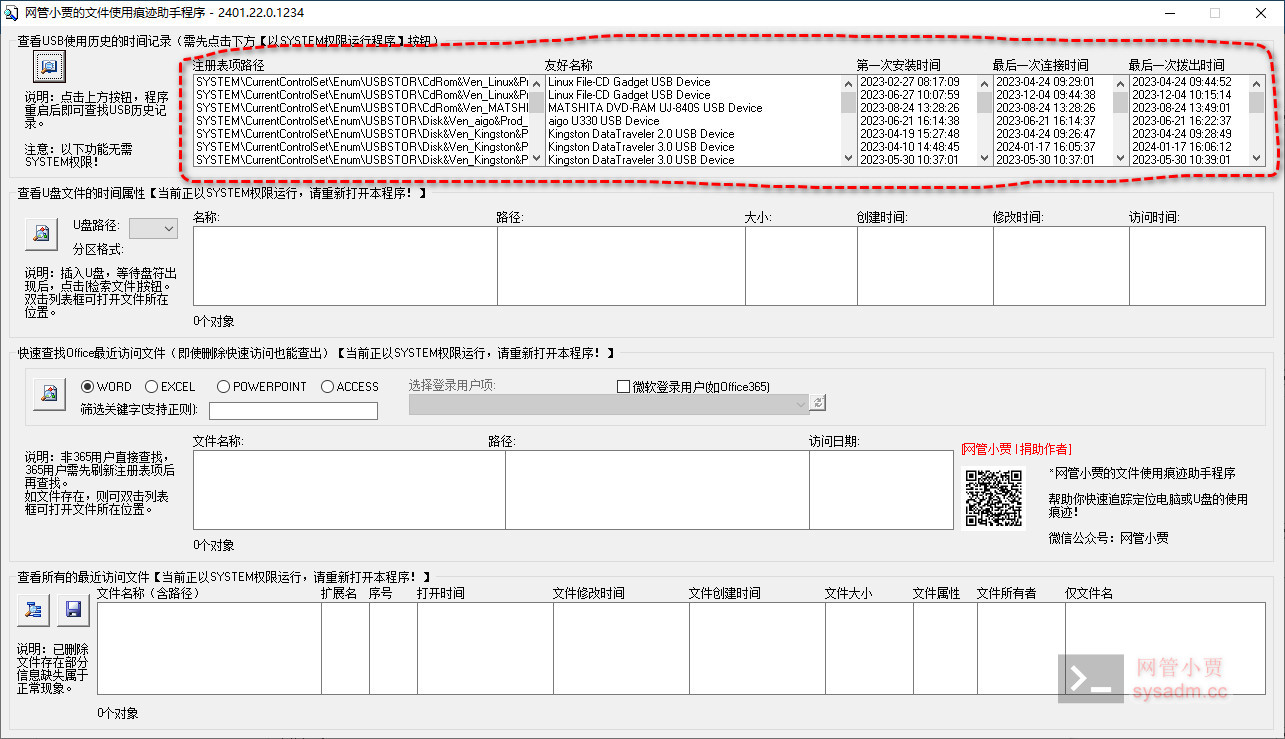 网管小贾的文件使用痕迹助手程序 - 2401.22.0.1234
查看USB使用历史的时间记录（需先点击下方【以SYSTEM权限运行程序】按钮）
注册表项路径 友好名称 第一次安装时间 最后一次连接时间 最后一次拨出时间
SYSTEM\CurrentControlSet\Enum\USBSTOR\CdRom&Ven_Linux&Pr Linux File-CD Gadget USB Device 2023-02-27 08:17:09 2023-04-24 09:29:01 2023-04-24 09:44:52
SYSTEM\CurrentControlSet\Enum\USBSTOR\CdRom&Ven_Linux&Pr Linux File-CD Gadget USB Device 2023-06-27 10:07:59 2023-12-04 09:44:38 2023-12-04 10:15:14
SYSTEM\CurrentControlSet\Enum\USBSTOR\CdRom&Ven_MATSHI MATSHITA DVD-RAM UJ-840S USB Device 2023-08-24 13:28:26 2023-08-24 13:28:26 2023-08-24 13:49:01
SYSTEM\CurrentControlSet\Enum\USBSTOR\Disk&Ven_aigo&Prod_ aigo U330 USB Device 2023-06-21 16:14:38 2023-06-21 16:14:37 2023-06-21 16:22:37
SYSTEM\CurrentControlSet\Enum\USBSTOR\Disk&Ven_Kingston&P Kingston DataTraveler 2.0 USB Device 2023-04-19 15:27:48 2023-04-24 09:26:47 2023-04-24 09:28:49
SYSTEM\CurrentControlSet\Enum\USBSTOR\Disk&Ven_Kingston&P Kingston DataTraveler 3.0 USB Device 2023-04-10 14:48:45 2024-01-17 16:05:37 2024-01-17 16:06:12
SYSTEM\CurrentControlSet\Enum\USBSTOR\Disk&Ven_Kingston&P Kingston DataTraveler 3.0 USB Device 2023-05-30 10:37:01 2023-05-30 10:37:01 2023-05-30 10:39:01
说明：点击上方按钮，程序
重启后即可查找USB历史记
录。
注意：以下功能无需
SYSTEM权限！
查看U盘文件的时间属性【当前正以SYSTEM权限运行，请重新打开本程序！】
U盘路径:
分区格式:
名称: 路径: 大小: 创建时间: 修改时间: 访问时间:
说明：插入U盘，等待盘符出
现后，点击[检索文件]按钮。
双击列表框可打开文件所在
位置。
0个对象
快速查找Office最近访问文件（即使删除快速访问也能查出）【当前正以SYSTEM权限运行，请重新打开本程序！】
WORD EXCEL POWERPOINT ACCESS
选择登录用户项: 微软登录用户(如Office365)
筛选关键字(支持正则):
文件名称: 路径: 访问日期:
说明：非365用户直接查找，
365用户需先刷新注册表项后
再查找。
如文件存在，则可双击列表
框可打开文件所在位置。
0个对象
[网管小贾 | 捐助作者]
*网管小贾的文件使用痕迹助手程序
帮助你快速追踪定位电脑或U盘的使用
痕迹！
微信公众号：网管小贾
查看所有的最近访问文件【当前正以SYSTEM权限运行，请重新打开本程序！】
文件名称（含路径） 扩展名 序号 打开时间 文件修改时间 文件创建时间 文件大小 文件属性 文件所有者 仅文件名
说明：已删除
文件存在部分
信息缺失属于
正常现象。
0个对象
网管小贾
sysadm.cc